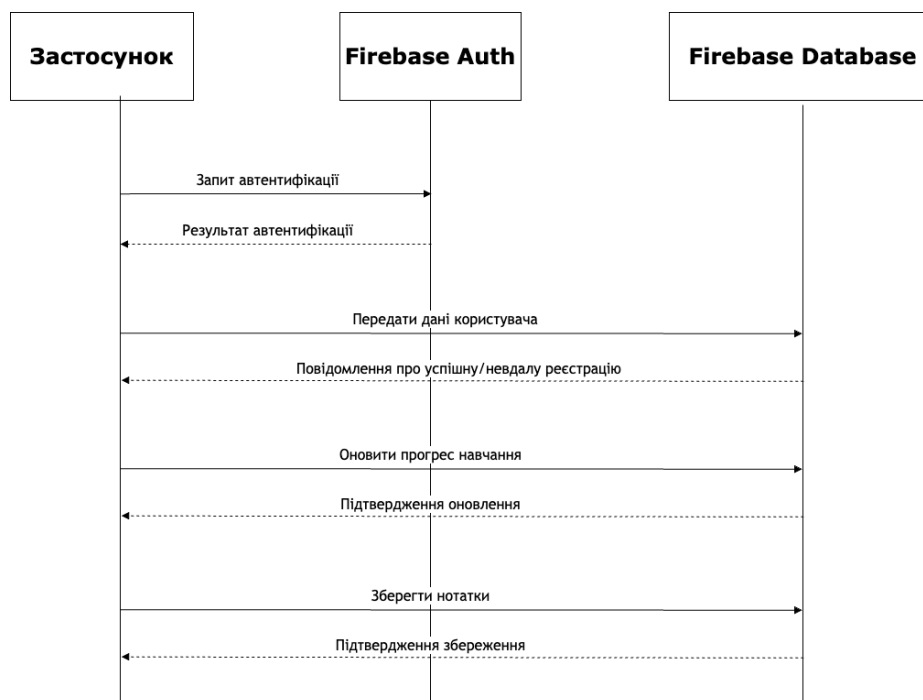 Застосунок
Firebase Auth
Firebase Database
Запит автентифікації
Результат автентифікації
Передати дані користувача
Повідомлення про успішну/невдалу реєстрацію
Оновити прогрес навчання
Підтвердження оновлення
Зберегти нотатки
Підтвердження збереження